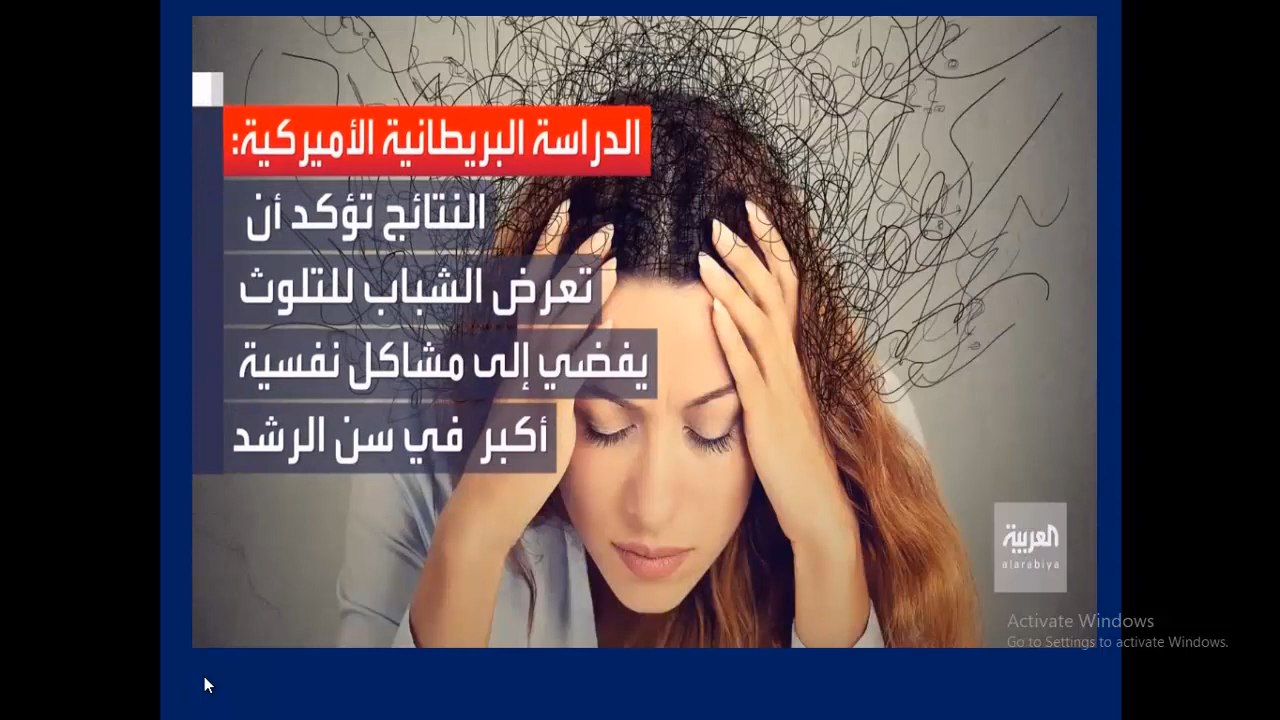 الدراسة البريطانية الأميركية:
النتائج تؤكد أن
تعرض الشباب للتلوث
يفضي إلى مشاكل نفسية
أكبر في سن الرشد
العربية
alarabiya
Activate Windows
Go to Settings to activate Windows.